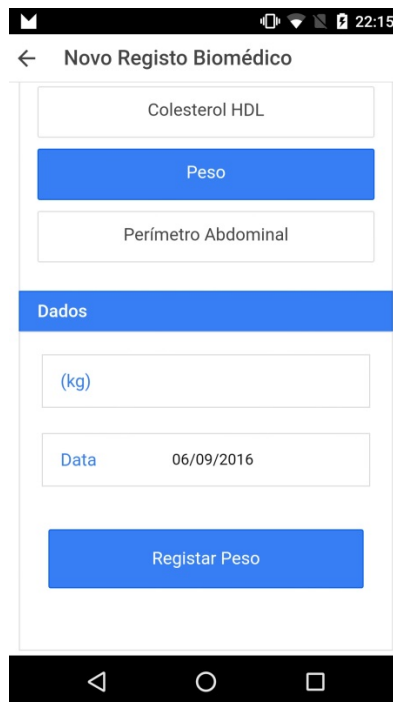 22:15
Novo Registo Biomédico
Colesterol HDL
Peso
Perímetro Abdominal
Dados
(kg)
Data 06/09/2016
Registar Peso